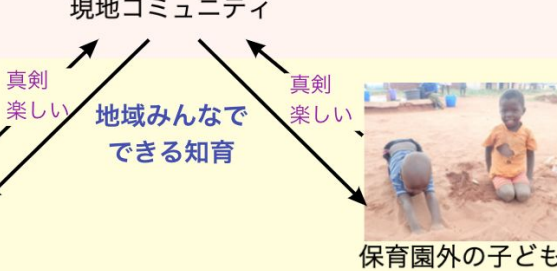 現地コミュニティ
真剣
楽しい
地域みんなで
できる知育
真剣
楽しい
保育園外の子ども